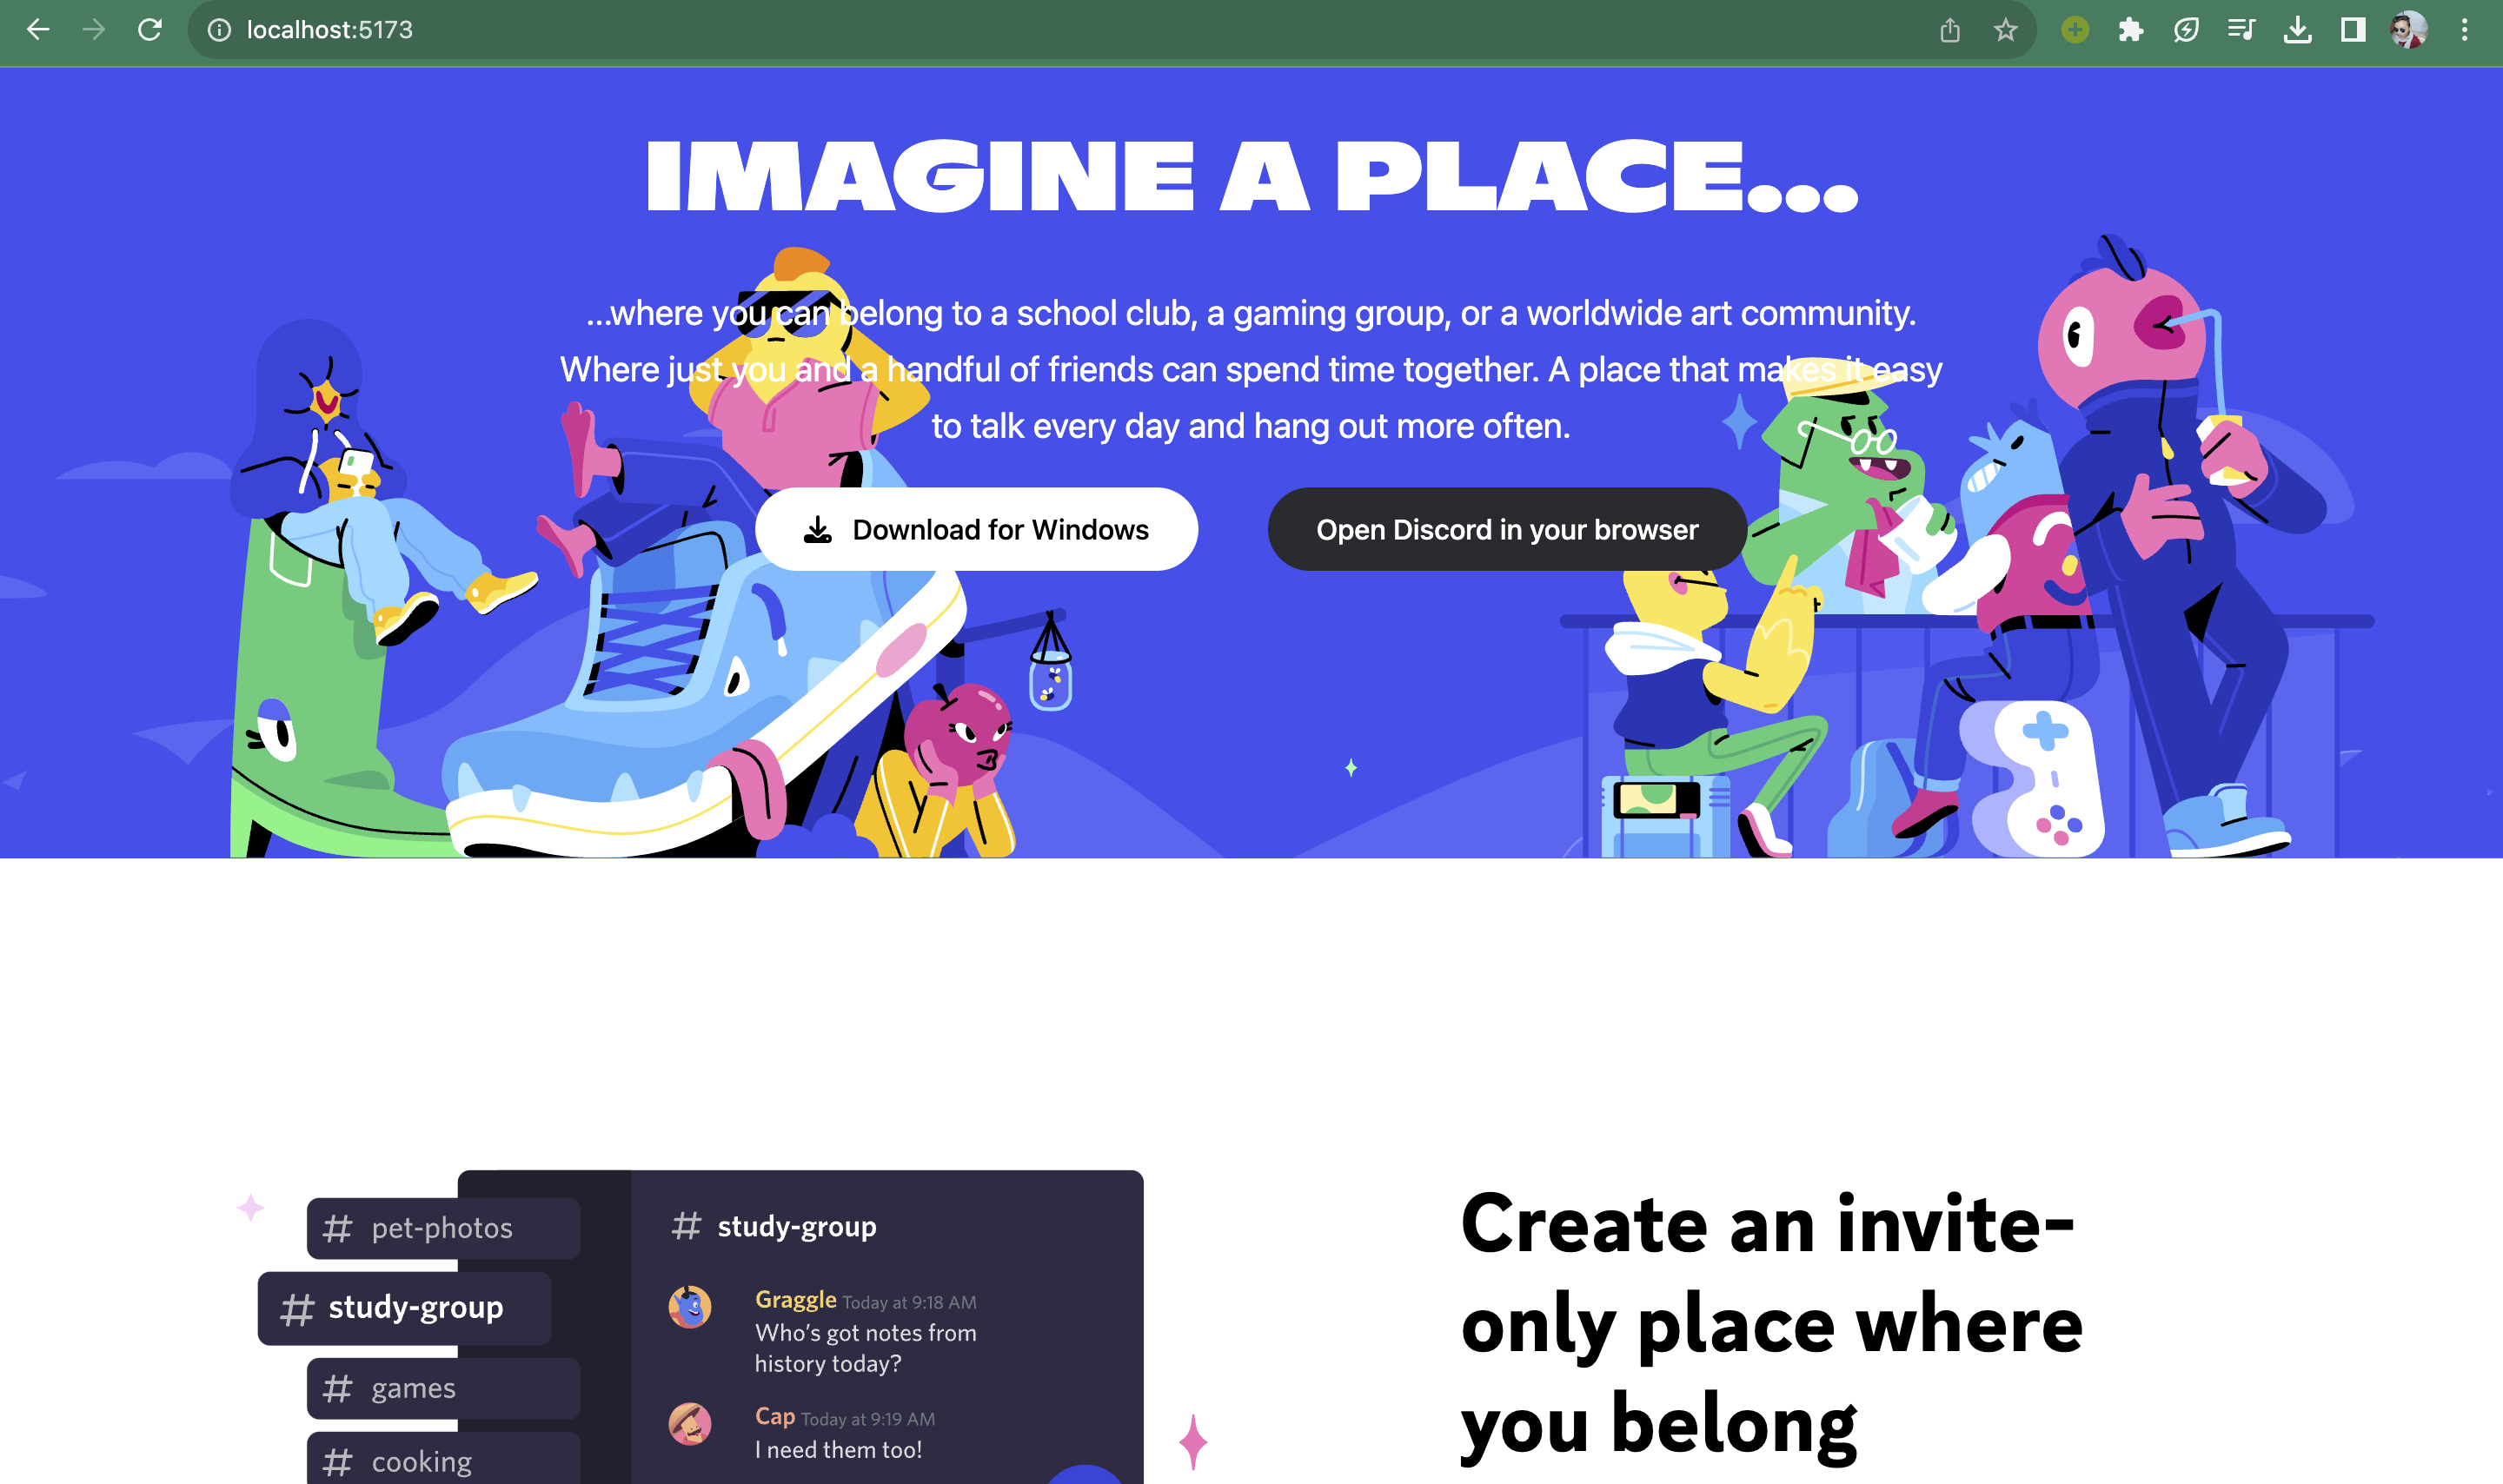 localhost:5173
IMAGINE A PLACE...
...where you can belong to a school club, a gaming group, or a worldwide art community.
Where just you and a handful of friends can spend time together. A place that makes it easy
to talk every day and hang out more often.
Download for Windows
Open Discord in your browser
# pet-photos
# study-group
# games
# cooking
# study-group
Graggle Today at 9:18 AM
Who's got notes from
history today?
Cap Today at 9:19 AM
I need them too!
Create an invite-
only place where
you belong